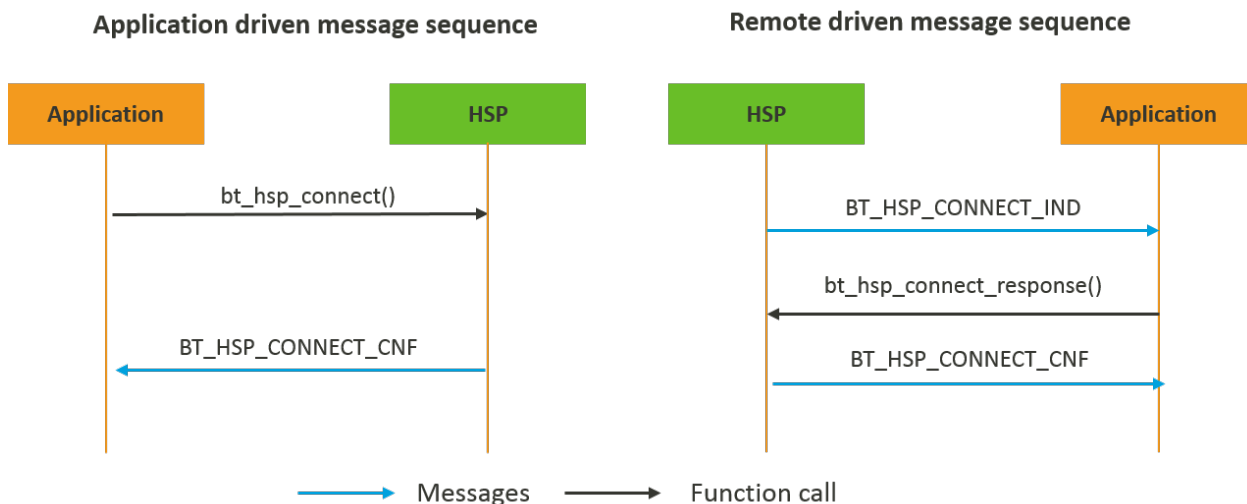 Application driven message sequence
Remote driven message sequence
Application
HSP
HSP
Application
bt_hsp_connect()
BT_HSP_CONNECT_CNF
BT_HSP_CONNECT_IND
bt_hsp_connect_response()
BT_HSP_CONNECT_CNF
Messages
Function call